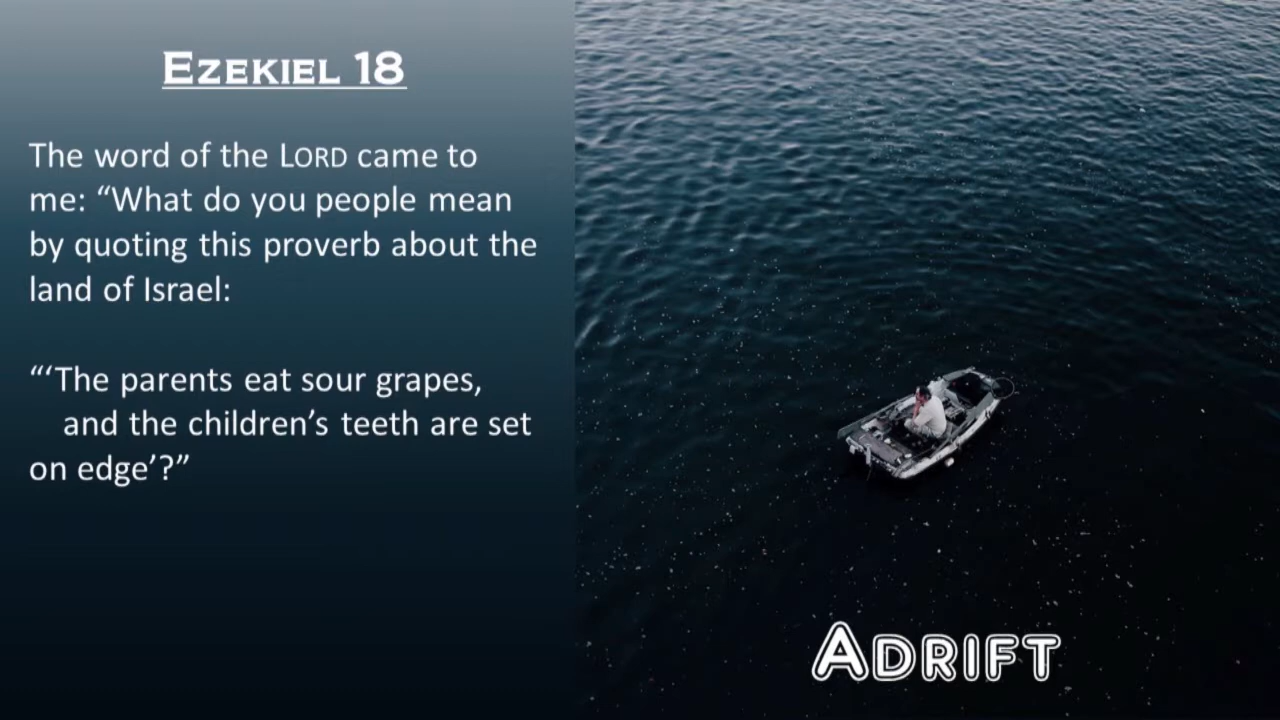 EZEKIEL 18
The word of the LORD came to
me: “What do you people mean
by quoting this proverb about the
land of Israel:
“‘The parents eat sour grapes,
and the children’s teeth are set
on edge’?”
ADRIFT